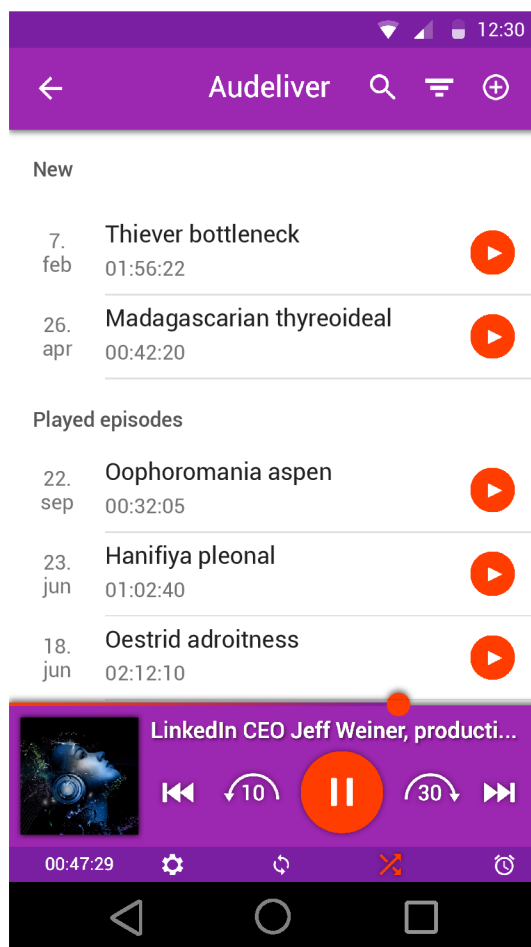 12:30
Audeliver
New
7.
feb
Thiever bottleneck
01:56:22
26.
apr
Madagascarian thyreoideal
00:42:20
Played episodes
22.
sep
Oophoromania aspen
00:32:05
23.
jun
Hanifiya pleonal
01:02:40
18.
jun
Oestrid adroitness
02:12:10
LinkedIn CEO Jeff Weiner, producti...
10
30
00:47:29